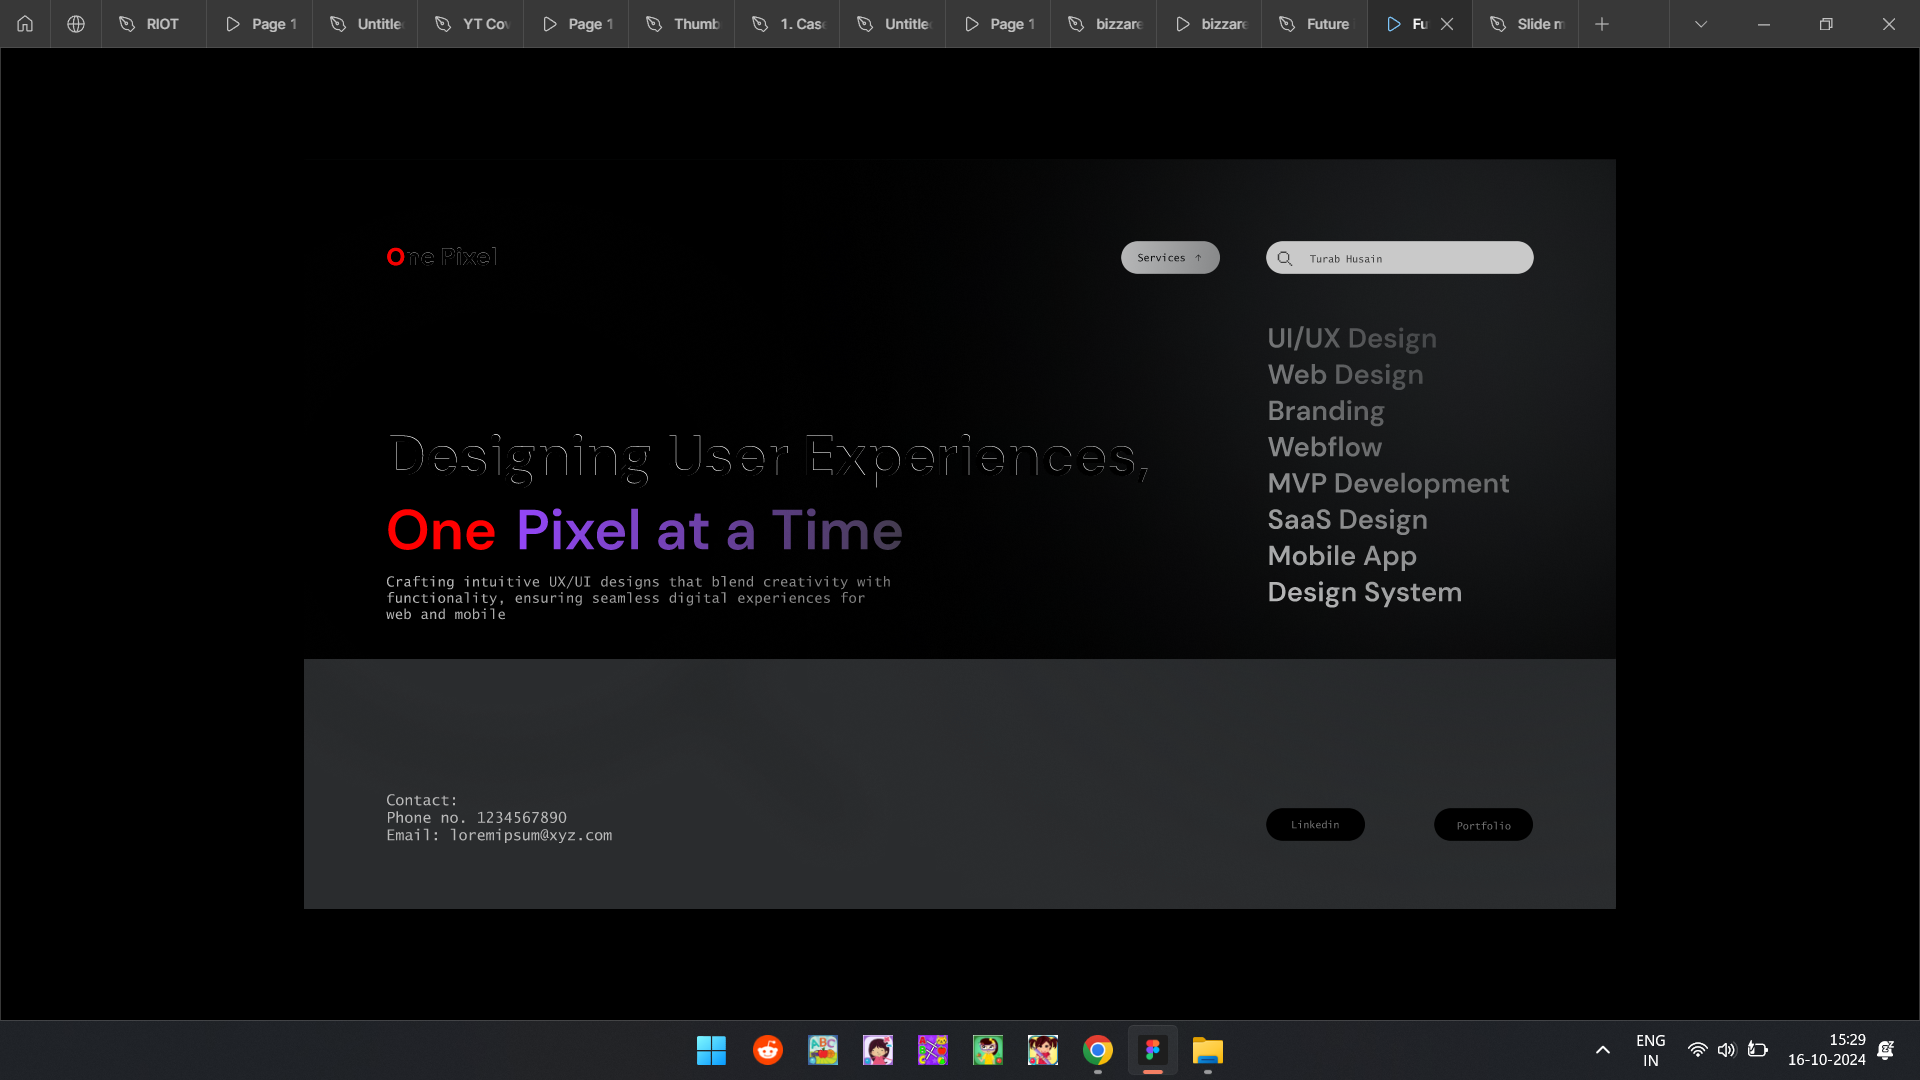 RIOT
Page 1
Untitle
YT Cov
Page 1
Thumb
1. Case
Untitle
Page 1
bizzare
bizzare
Future
Fu
Slide m
One Pixel
Services ↑
Turab Husain
UI/UX Design
Web Design
Branding
Webflow
MVP Development
SaaS Design
Mobile App
Design System
Designing User Experiences,
One Pixel at a Time
Crafting intuitive UX/UI designs that blend creativity with
functionality, ensuring seamless digital experiences for
web and mobile
Contact:
Phone no. 1234567890
Email: loremipsum@xyz.com
Linkedin
Portfolio
ABC
ENG
IN
15:29
16-10-2024